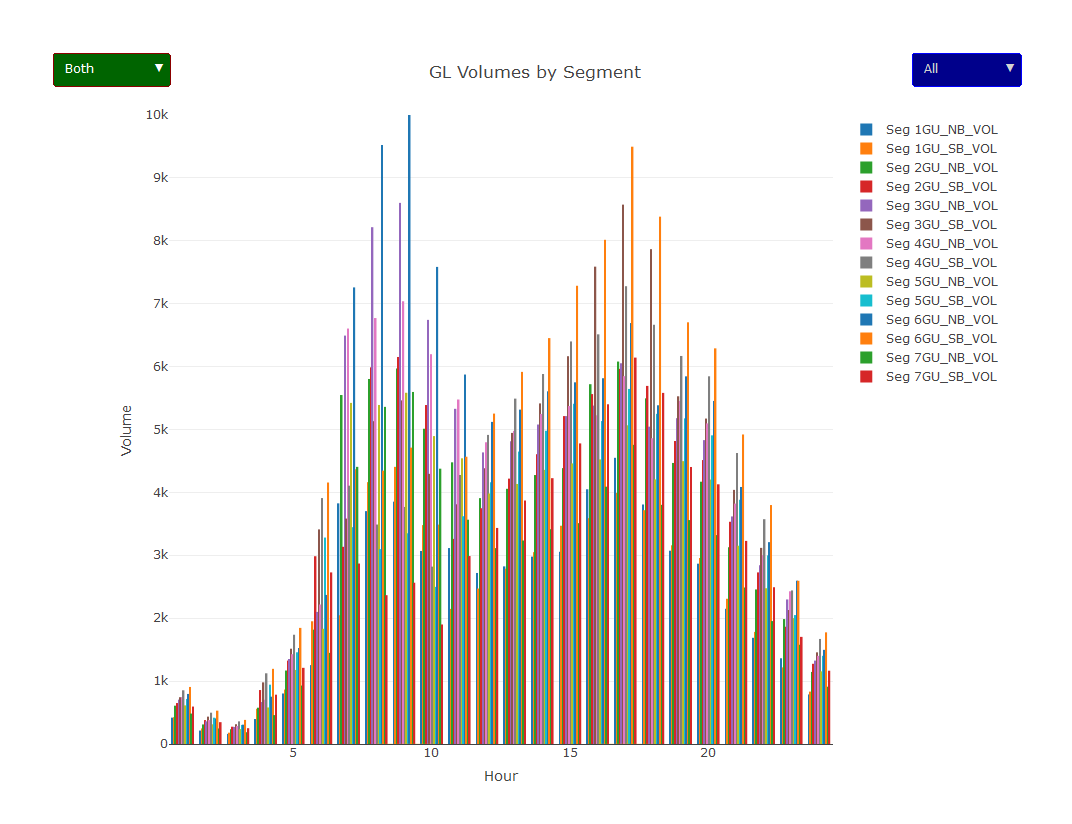 Both ▼
GL Volumes by Segment
All ▼
10k
9k
8k
7k
6k
5k
4k
3k
2k
1k
0
Volume
5
10
15
20
Hour
Seg 1GU_NB_VOL
Seg 1GU_SB_VOL
Seg 2GU_NB_VOL
Seg 2GU_SB_VOL
Seg 3GU_NB_VOL
Seg 3GU_SB_VOL
Seg 4GU_NB_VOL
Seg 4GU_SB_VOL
Seg 5GU_NB_VOL
Seg 5GU_SB_VOL
Seg 6GU_NB_VOL
Seg 6GU_SB_VOL
Seg 7GU_NB_VOL
Seg 7GU_SB_VOL